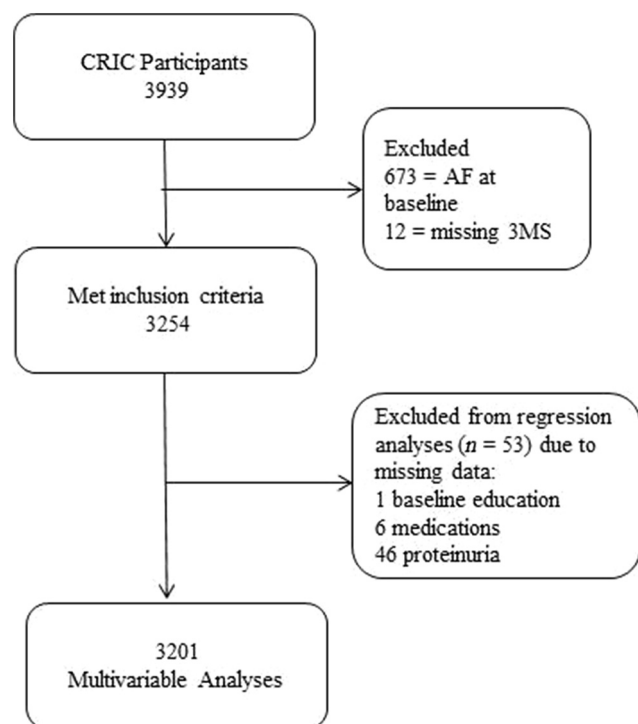 CRIC Participants
3939
Excluded
673 = AF at
baseline
12 = missing 3MS
Met inclusion criteria
3254
Excluded from regression
analyses (n = 53) due to
missing data:
1 baseline education
6 medications
46 proteinuria
3201
Multivariable Analyses